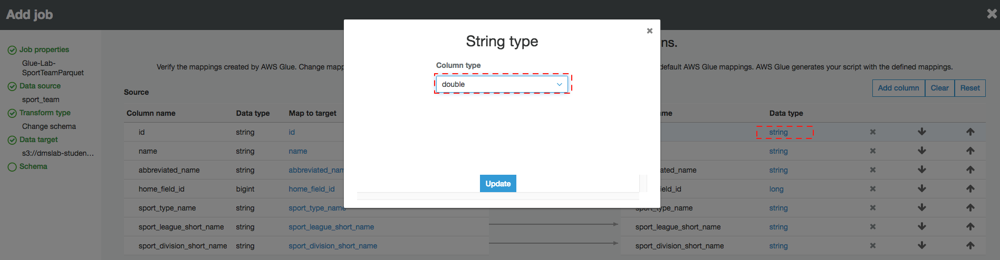 Add job
Job properties
Glue-Lab-
SportTeamParquet
Data source
sport_team
Transform type
Change schema
Data target
s3://dmslab-studen...
Schema
ns.
Verify the mappings created by AWS Glue. Change mapp
default AWS Glue mappings. AWS Glue generates your script with the defined mappings.
String type
Column type
double
Update
Add column Clear Reset
Source
Column name Data type Map to target ame Data type
id string id string
name string name string
abbreviated_name string abbreviated_nam ated_name string
home_field_id bigint home_field_id ield_id long
sport_type_name string sport_type_name sport_type_name string
sport_league_short_name string sport_league_short_name sport_league_short_name string
sport_division_short_name string sport_division_short_name sport_division_short_name string